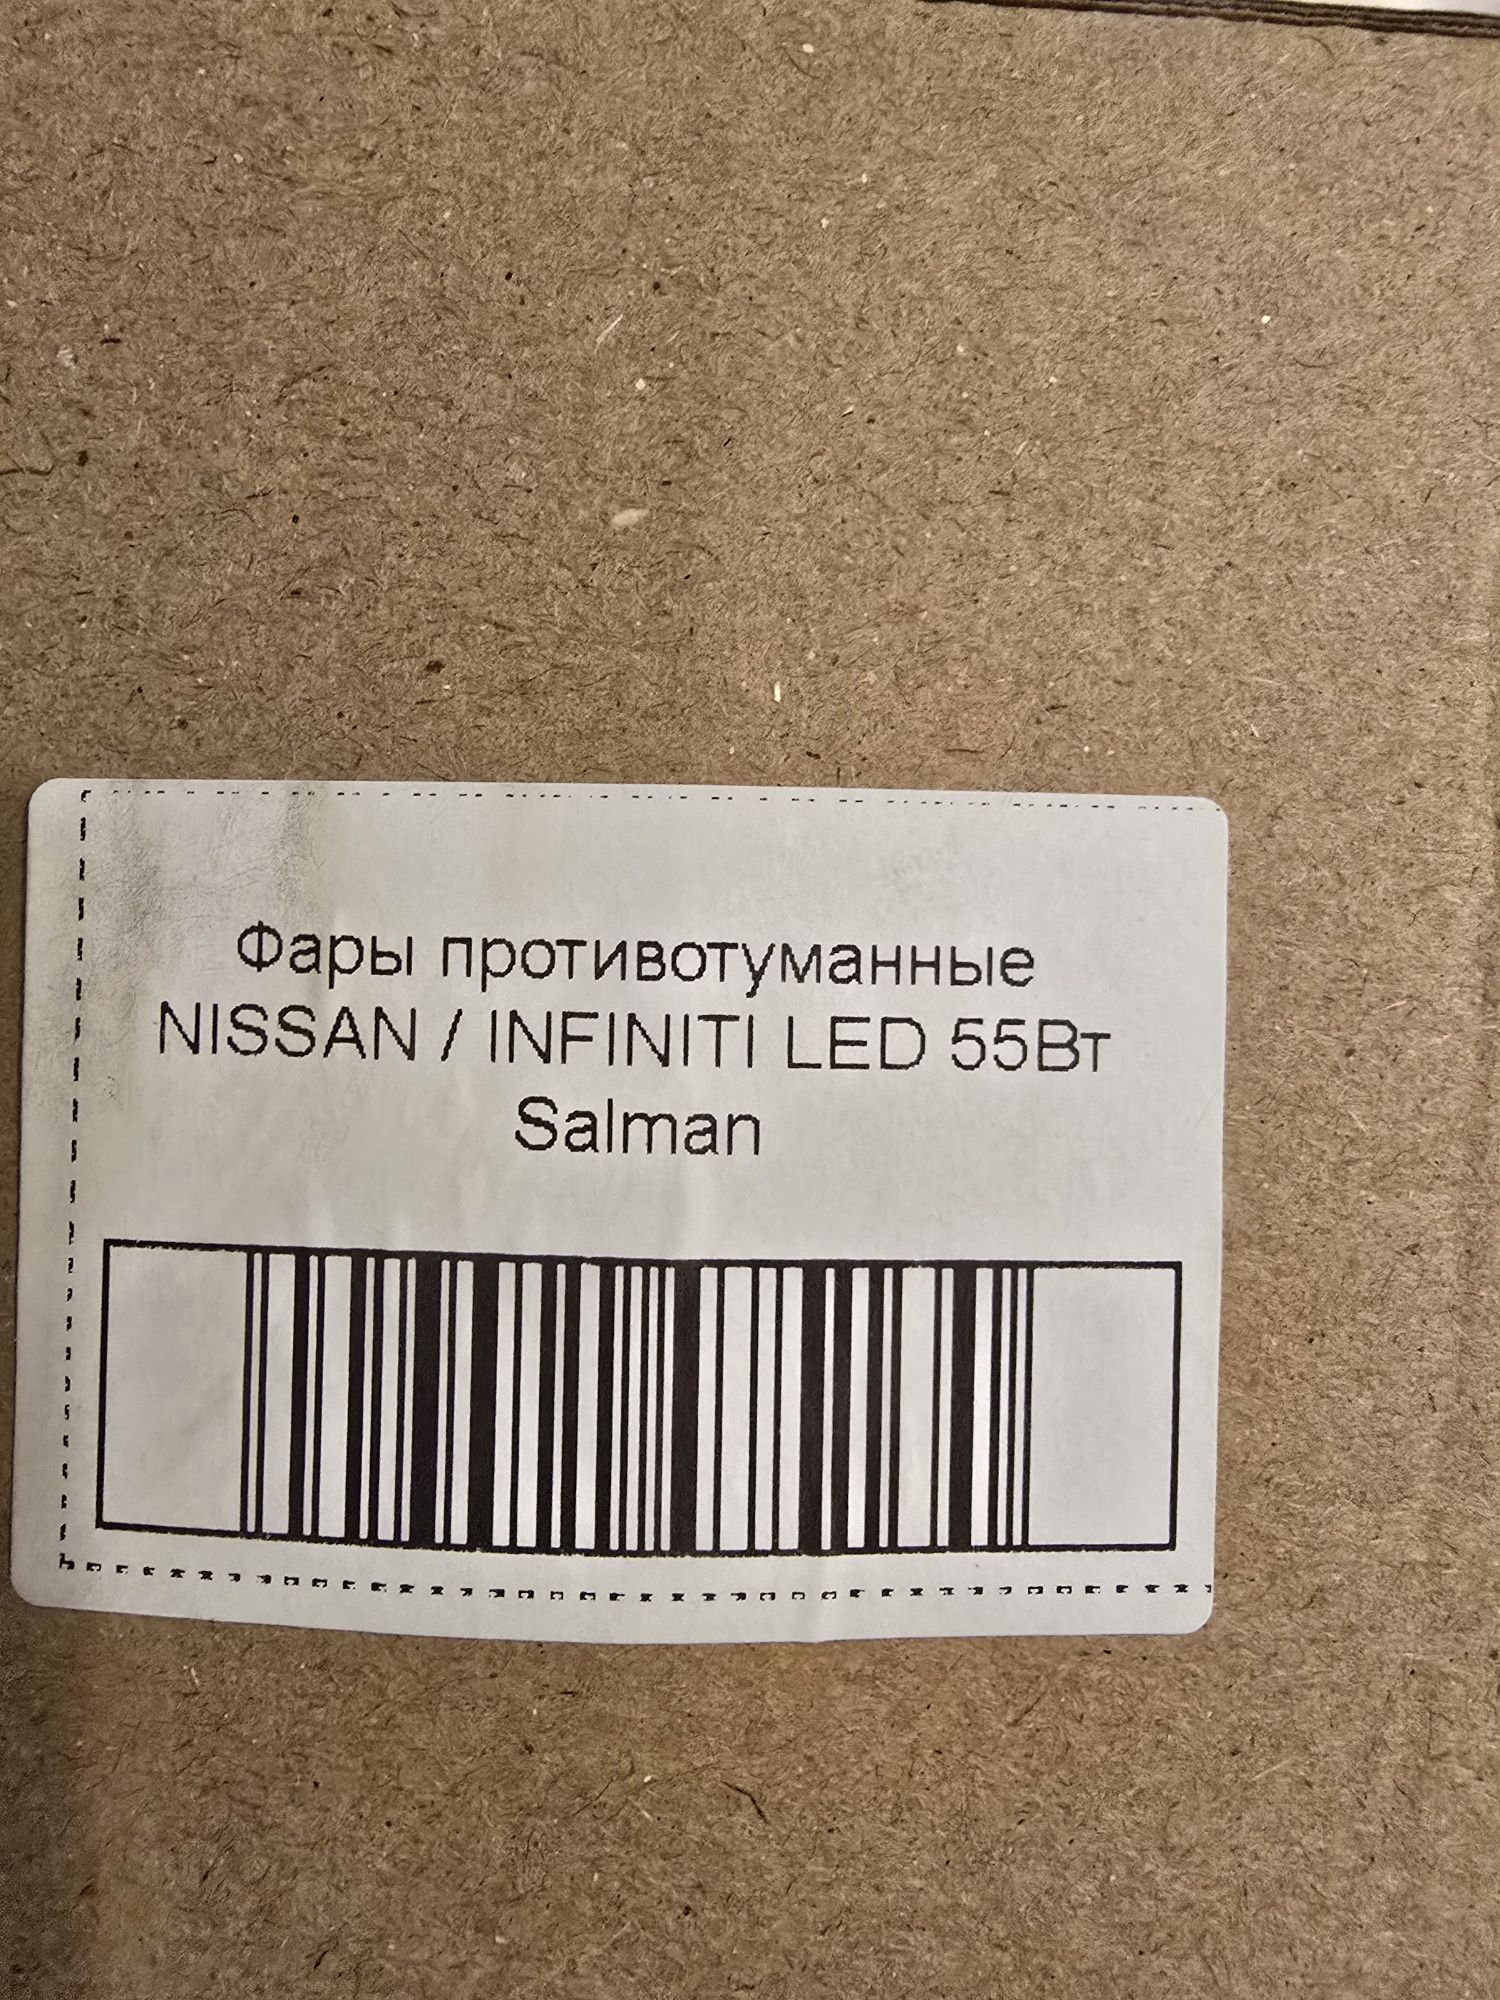 Фары противотуманные
NISSAN / INFINITI LED 55Вт
Salman